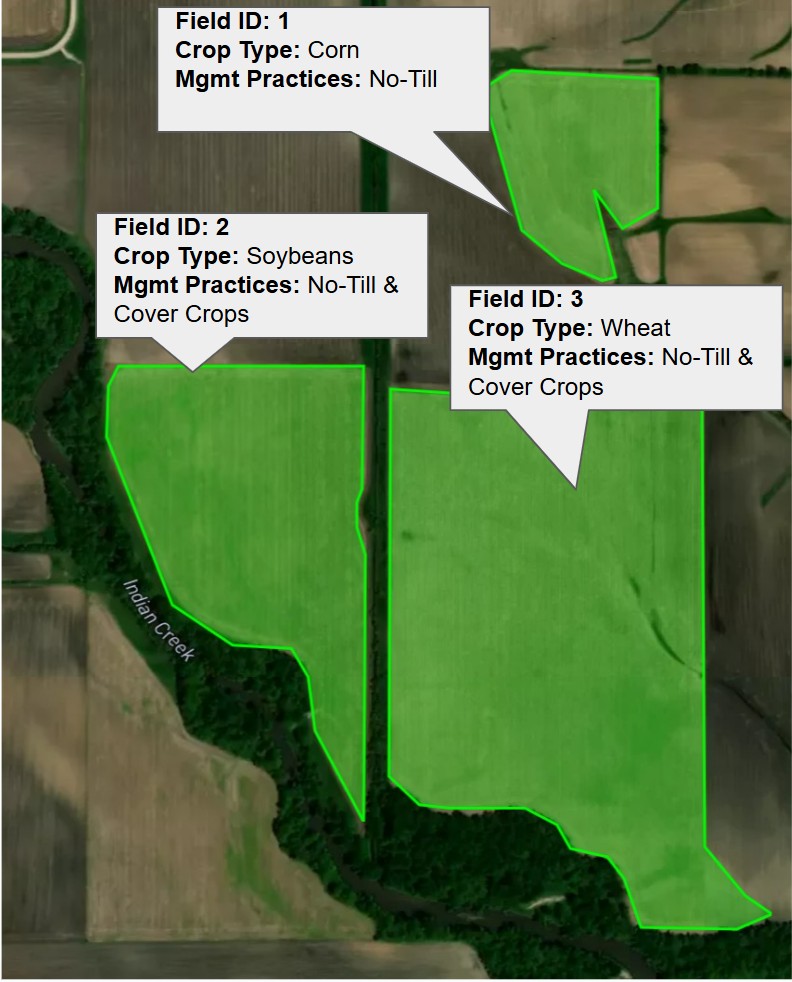 Field ID: 1
Crop Type: Corn
Mgmt Practices: No-Till
Field ID: 2
Crop Type: Soybeans
Mgmt Practices: No-Till &
Cover Crops
Field ID: 3
Crop Type: Wheat
Mgmt Practices: No-Till &
Cover Crops
Indian Creek